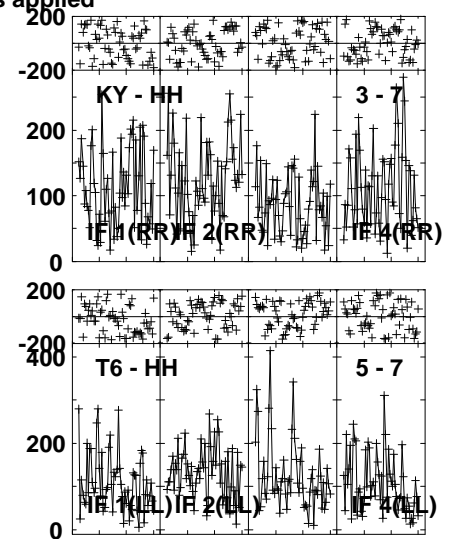 s applied
200
-200
KY - HH 3 - 7
200
100
IF 1(RR) IF 2(RR) IF 4(RR)
0
200
-200
400
T6 - HH 5 - 7
200
IF 1(LL) IF 2(LL) IF 4(LL)
0